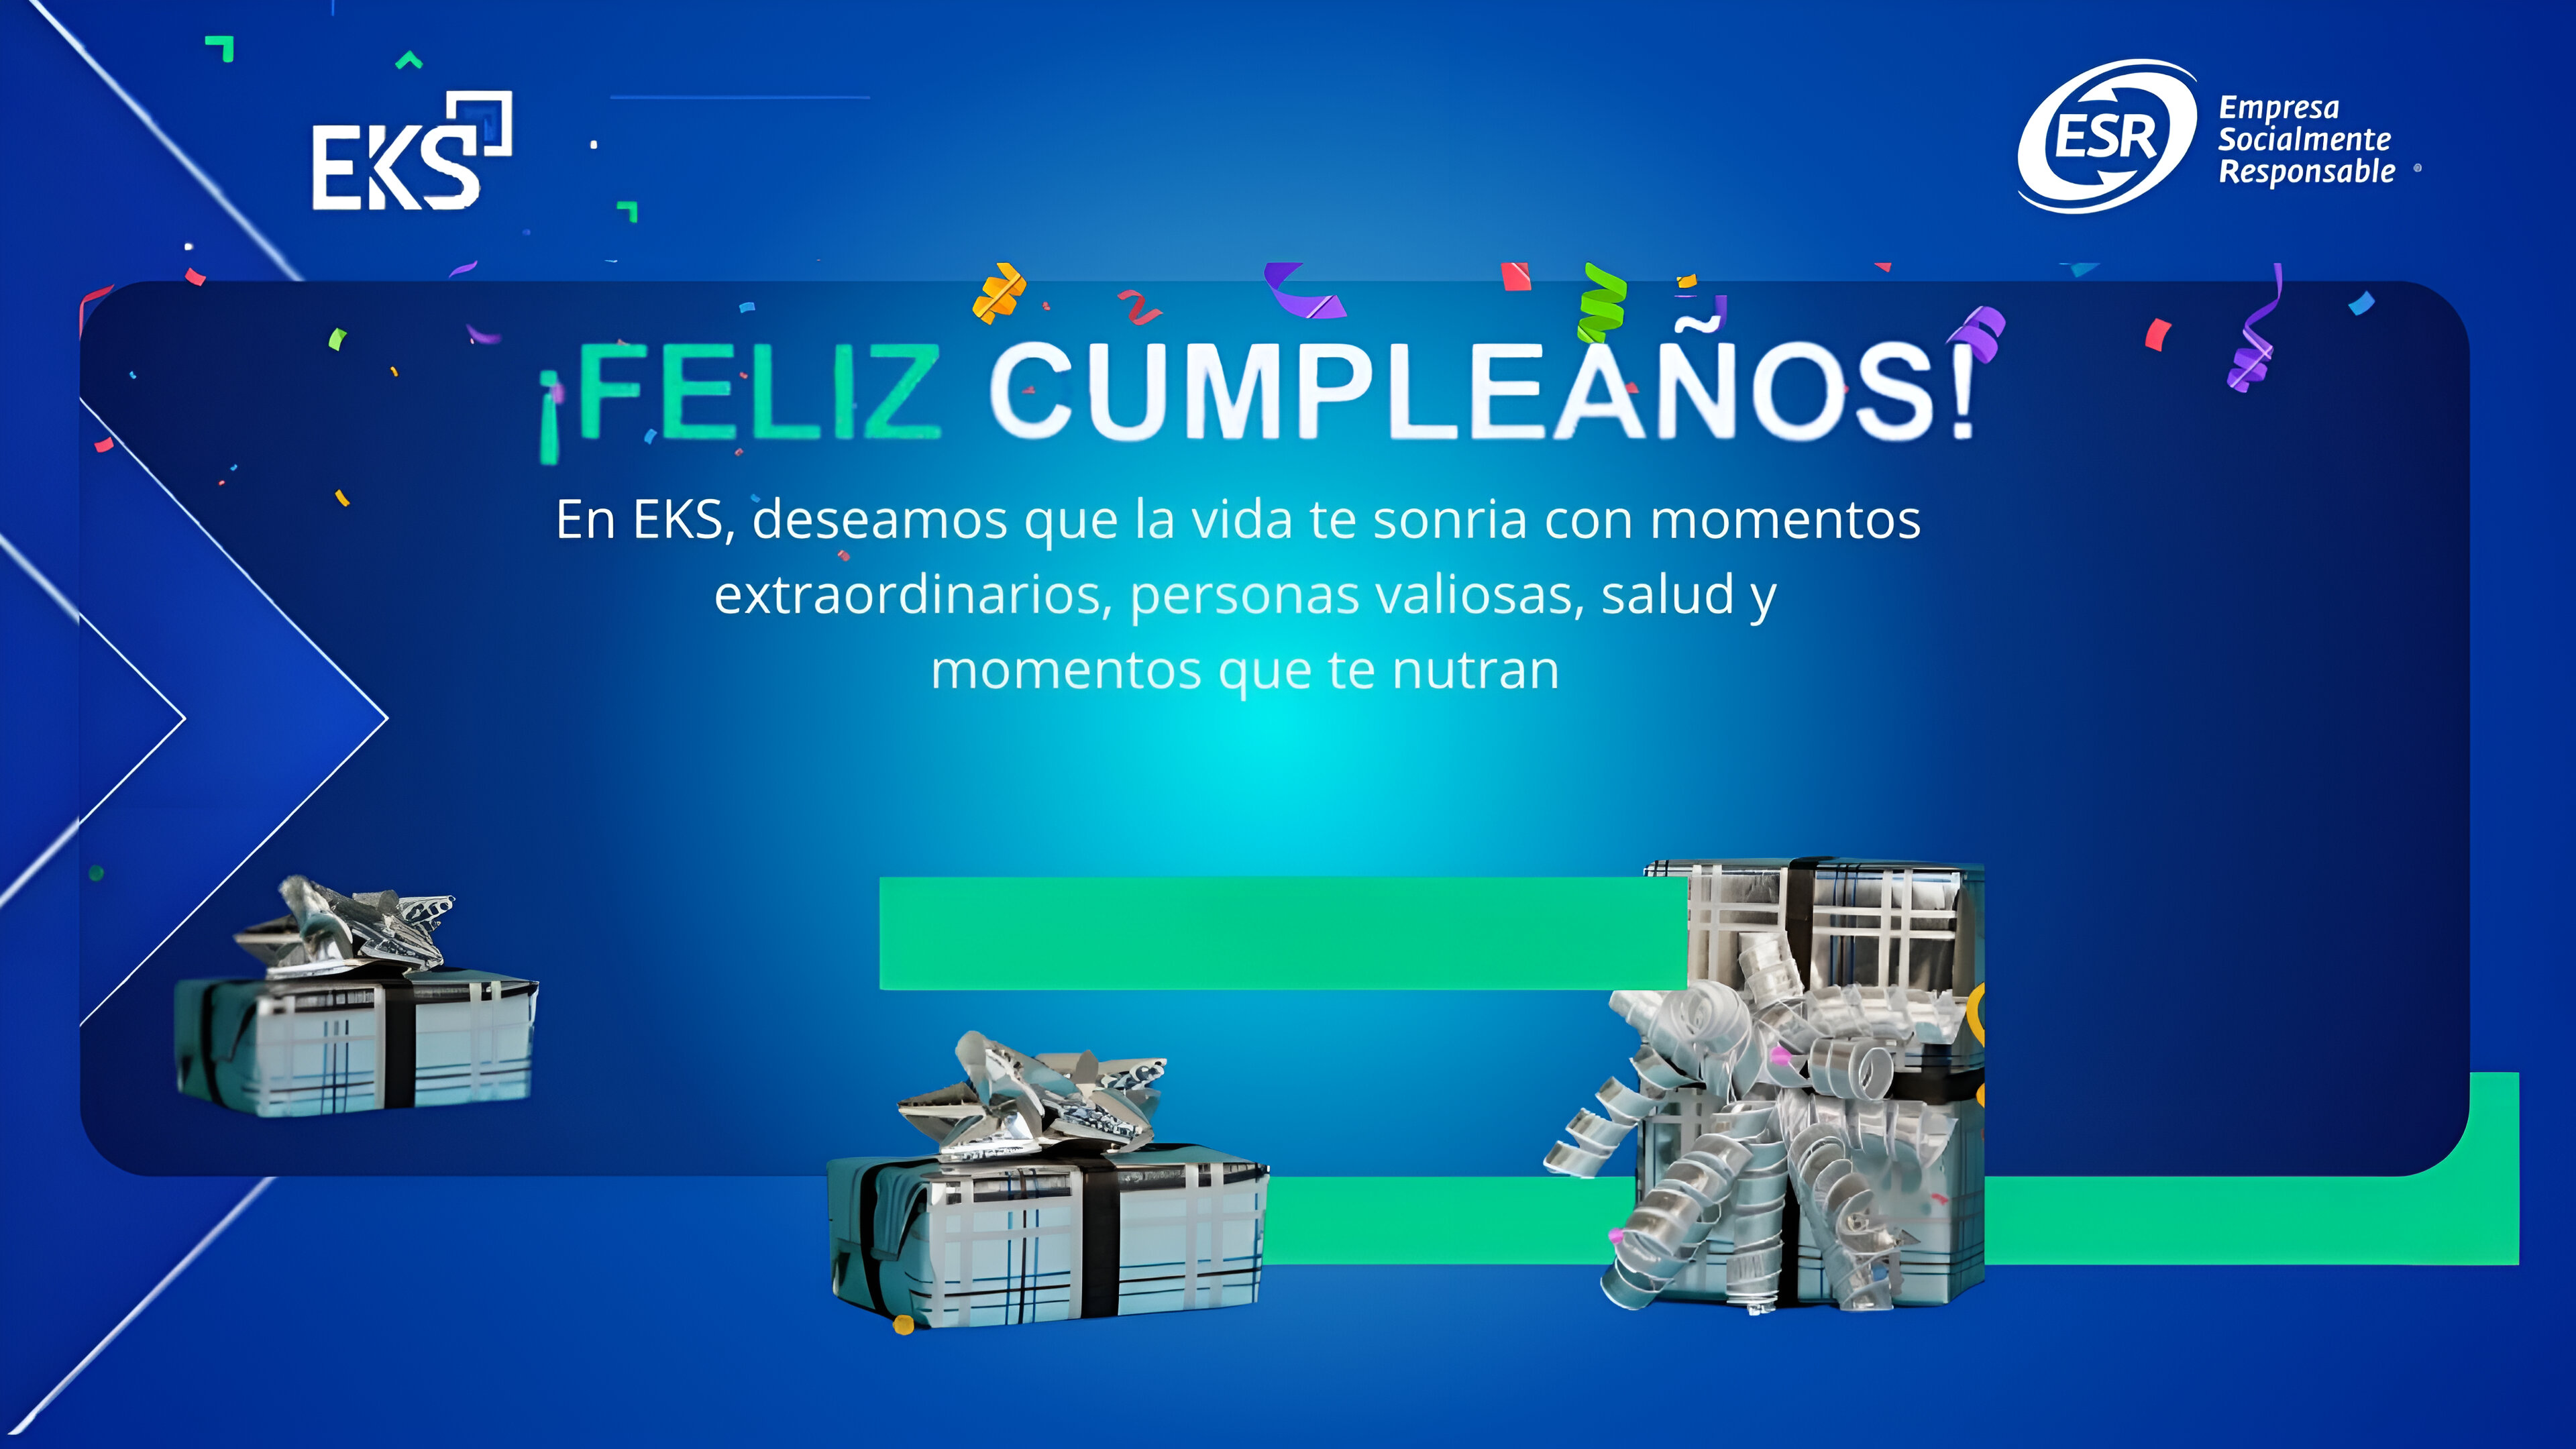 EKS
ESR
Empresa
Socialmente
Responsable
¡FELIZ CUMPLEAÑOS!
En EKS, deseamos que la vida te sonria con momentos
extraordinarios, personas valiosas, salud y
momentos que te nutran